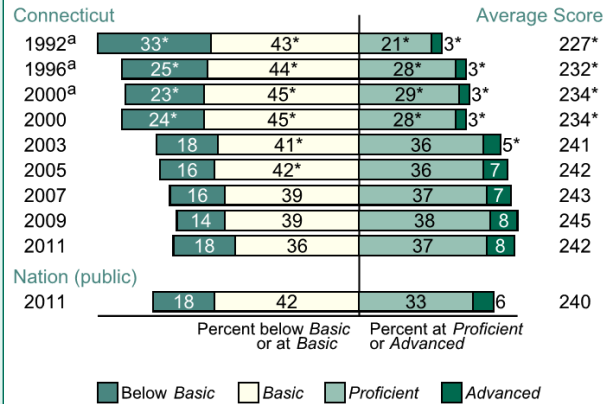 Connecticut Average Score
1992ª 33* 43* 21* 3* 227*
1996ª 25* 44* 28* 3* 232*
2000ª 23* 45* 29* 3* 234*
2000 24* 45* 28* 3* 234*
2003 18 41* 36 5* 241
2005 16 42* 36 7 242
2007 16 39 37 7 243
2009 14 39 38 8 245
2011 18 36 37 8 242
Nation (public)
2011 18 42 33 6 240
Percent below Basic Percent at Proficient
or at Basic or Advanced
Below Basic Basic Proficient Advanced